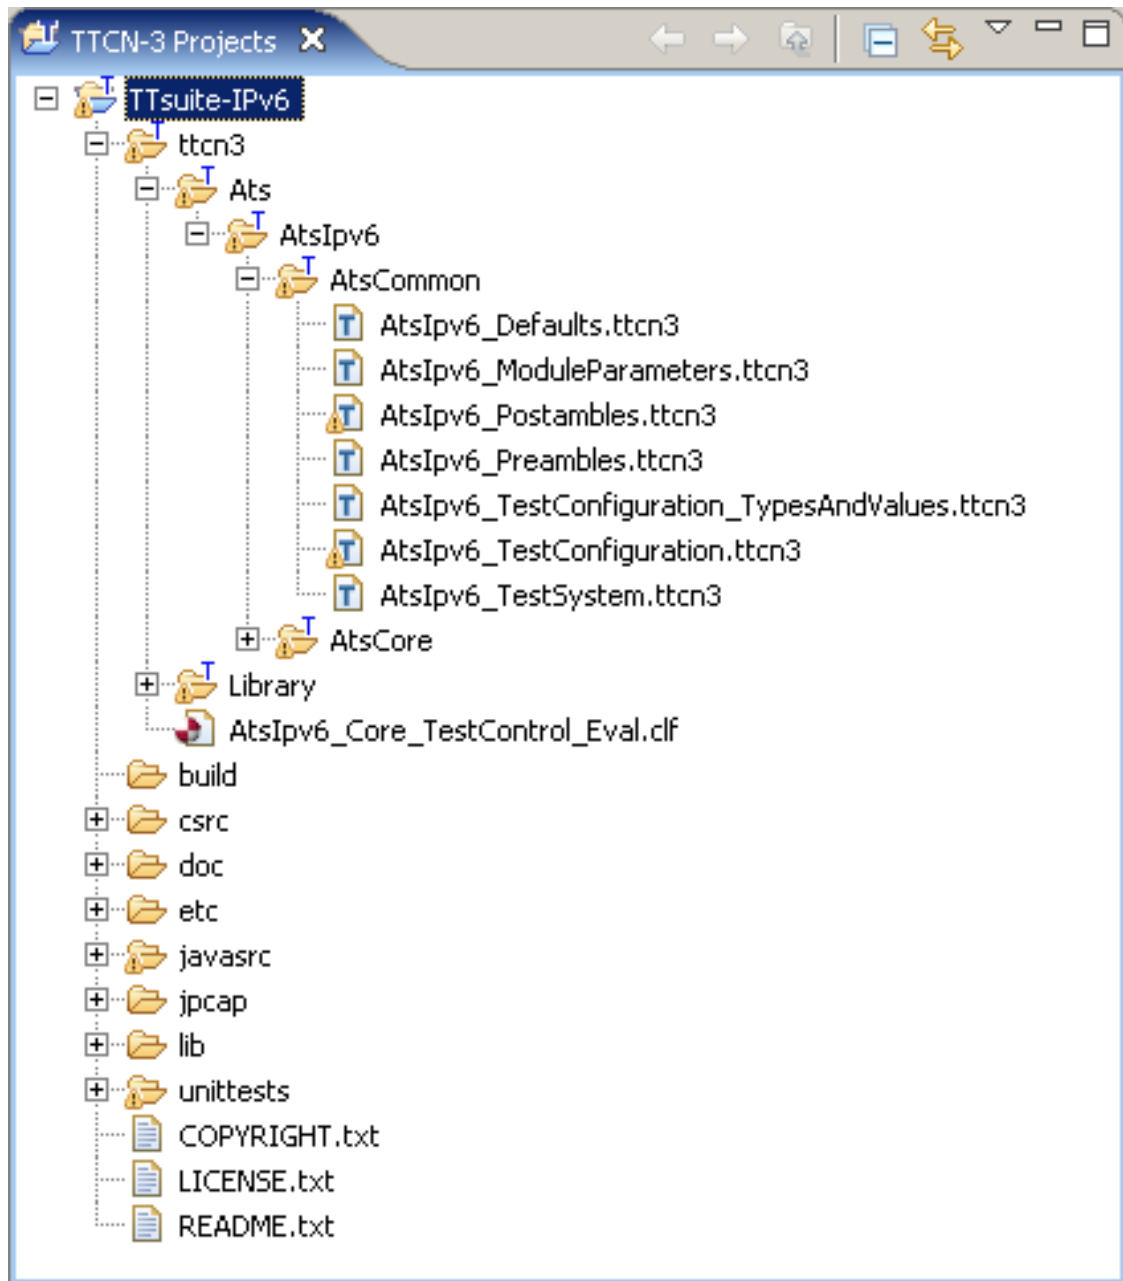 TTCN-3 Projects
TTsuite-IPv6
ttcn3
Ats
AtsIpv6
AtsCommon
AtsIpv6_Defaults.ttcn3
AtsIpv6_ModuleParameters.ttcn3
AtsIpv6_Postambles.ttcn3
AtsIpv6_Preambles.ttcn3
AtsIpv6_TestConfiguration_TypesAndValues.ttcn3
AtsIpv6_TestConfiguration.ttcn3
AtsIpv6_TestSystem.ttcn3
AtsCore
Library
AtsIpv6_Core_TestControl_Eval.clf
build
csrc
doc
etc
javasrc
jpcap
lib
unittests
COPYRIGHT.txt
LICENSE.txt
README.txt